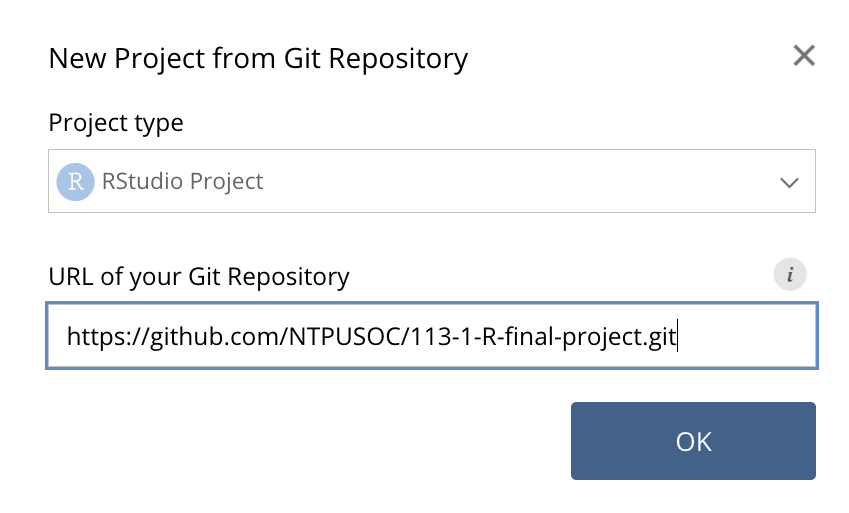 New Project from Git Repository
Project type
R RStudio Project
URL of your Git Repository
i
https://github.com/NTPUSOC/113-1-R-final-project.git
OK